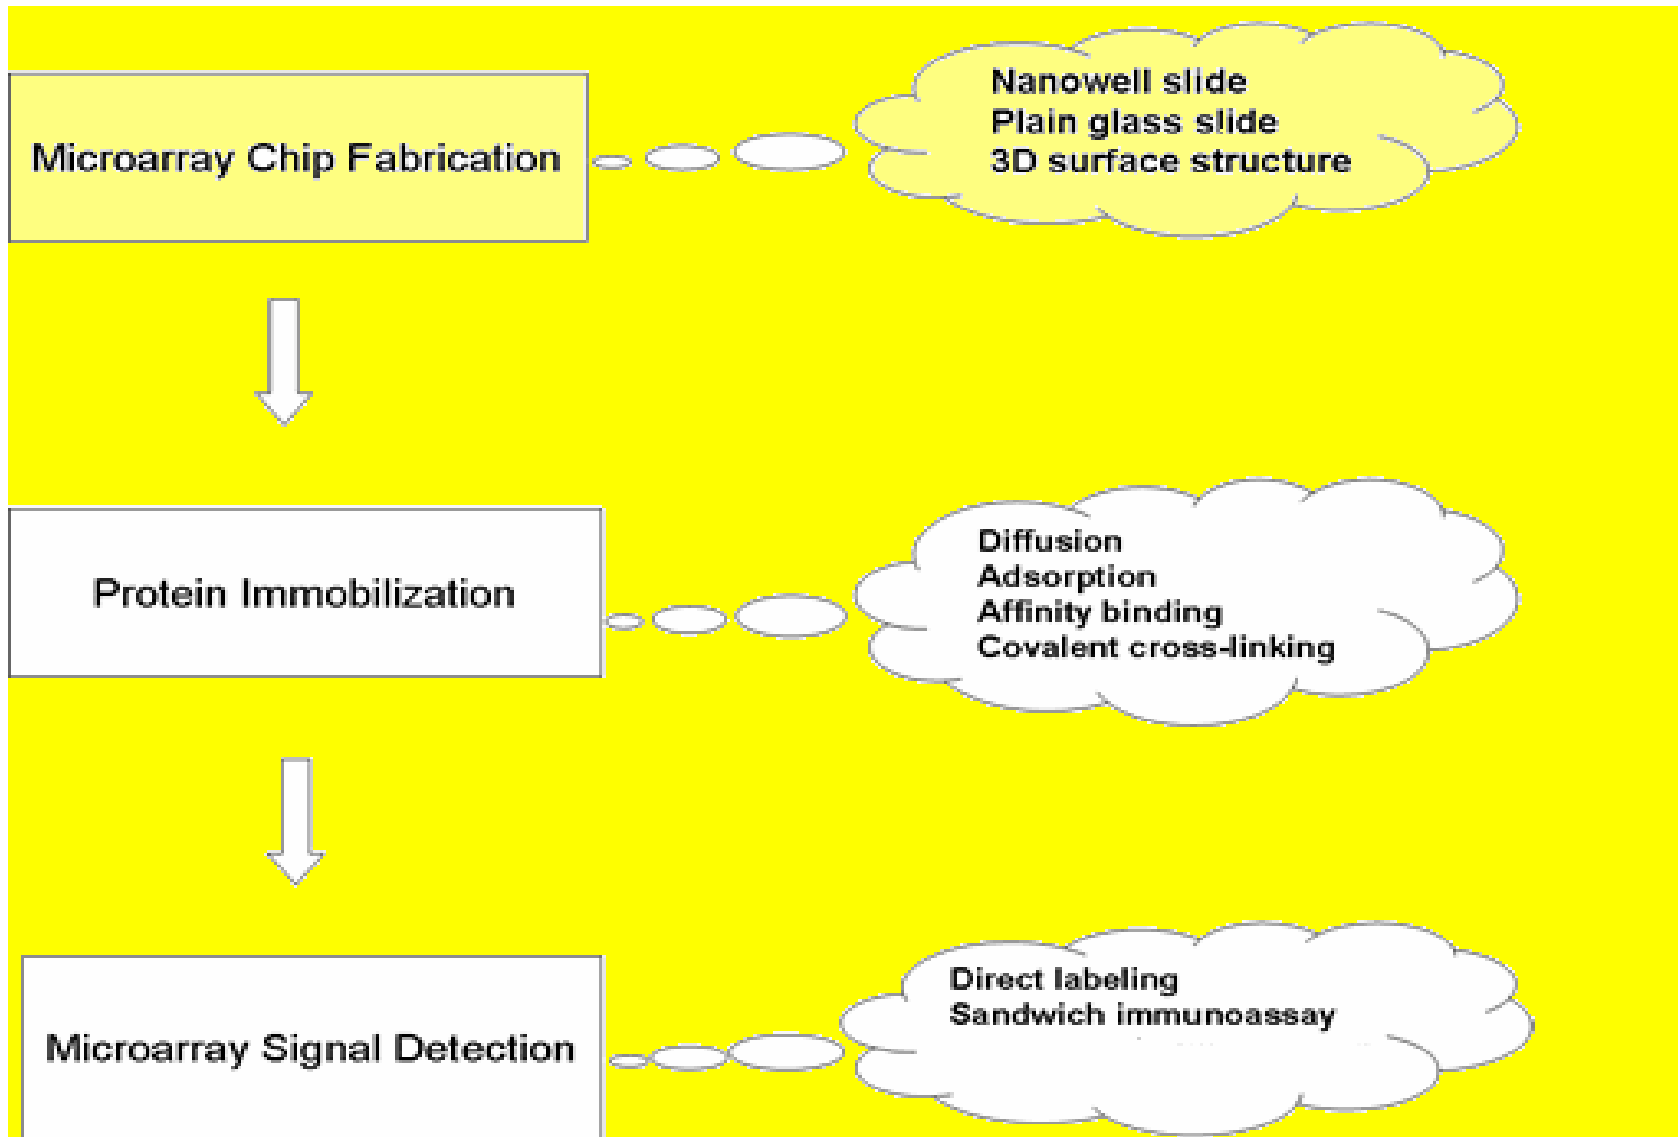 Microarray Chip Fabrication
Nanowell slide
Plain glass slide
3D surface structure
Protein Immobilization
Diffusion
Adsorption
Affinity binding
Covalent cross-linking
Microarray Signal Detection
Direct labeling
Sandwich immunoassay